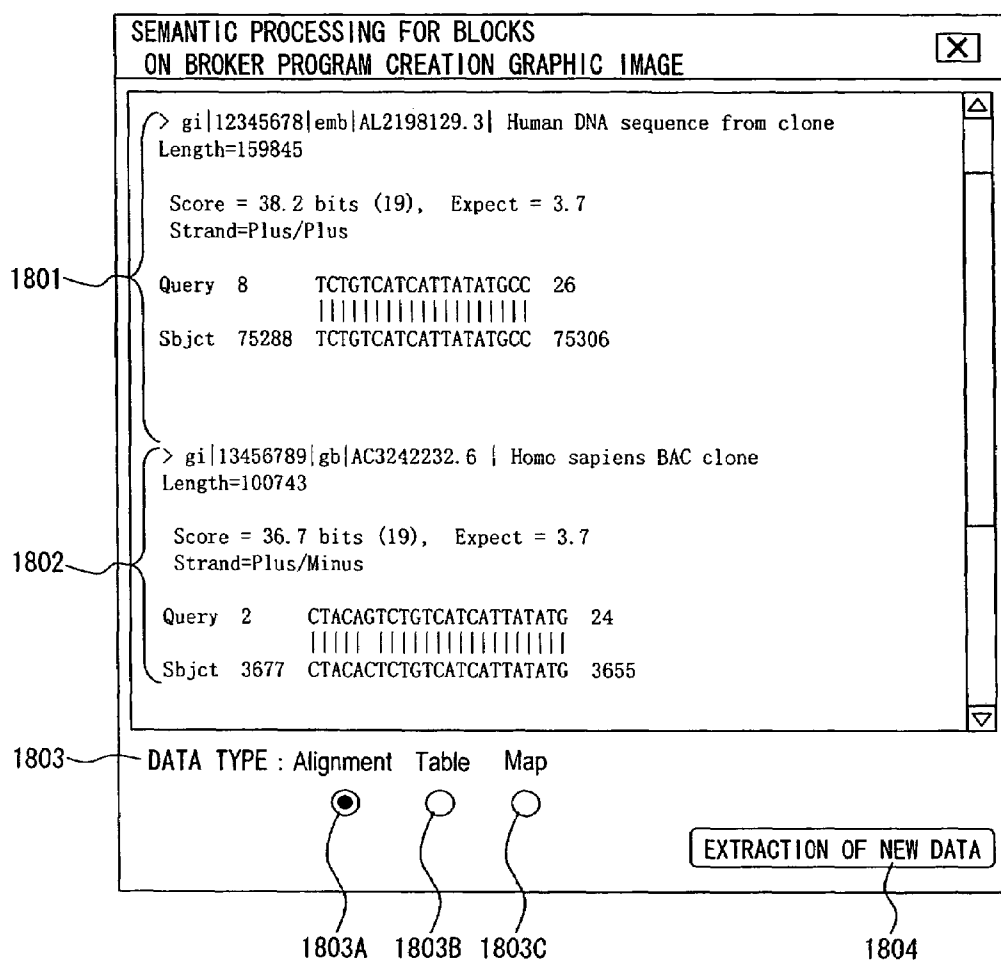 SEMANTIC PROCESSING FOR BLOCKS
ON BROKER PROGRAM CREATION GRAPHIC IMAGE
> gi|12345678|emb|AL2198129.3| Human DNA sequence from clone
Length=159845
Score = 38.2 bits (19), Expect = 3.7
Strand=Plus/Plus
1801
Query 8 TCTGTCATCATTATATGCC 26
|||||||||||||||||||
Sbjct 75288 TCTGTCATCATTATATGCC 75306
> gi|13456789|gb|AC3242232.6 | Homo sapiens BAC clone
Length=100743
Score = 36.7 bits (19), Expect = 3.7
1802
Strand=Plus/Minus
Query 2 CTACAGTCTGTCATCATTATATG 24
||||| |||||||||||||||||
Sbjct 3677 CTACACTCTGTCATCATTATATG 3655
1803 DATA TYPE : Alignment Table Map
EXTRACTION OF NEW DATA
1803A 1803B 1803C 1804